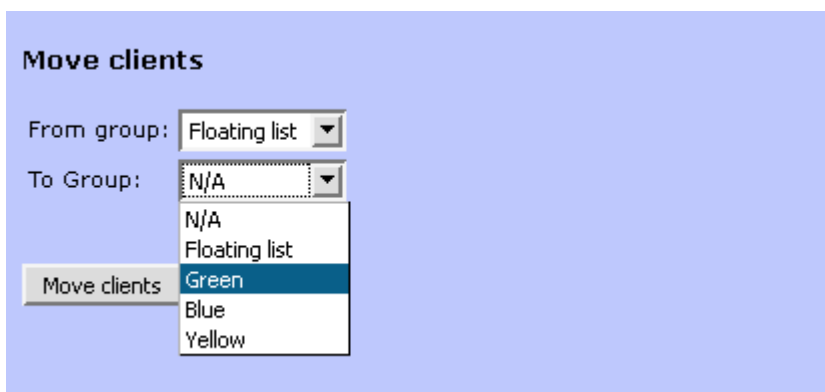 Move clients
From group: Floating list
To Group: N/A
N/A
Floating list
Green
Blue
Yellow
Move clients